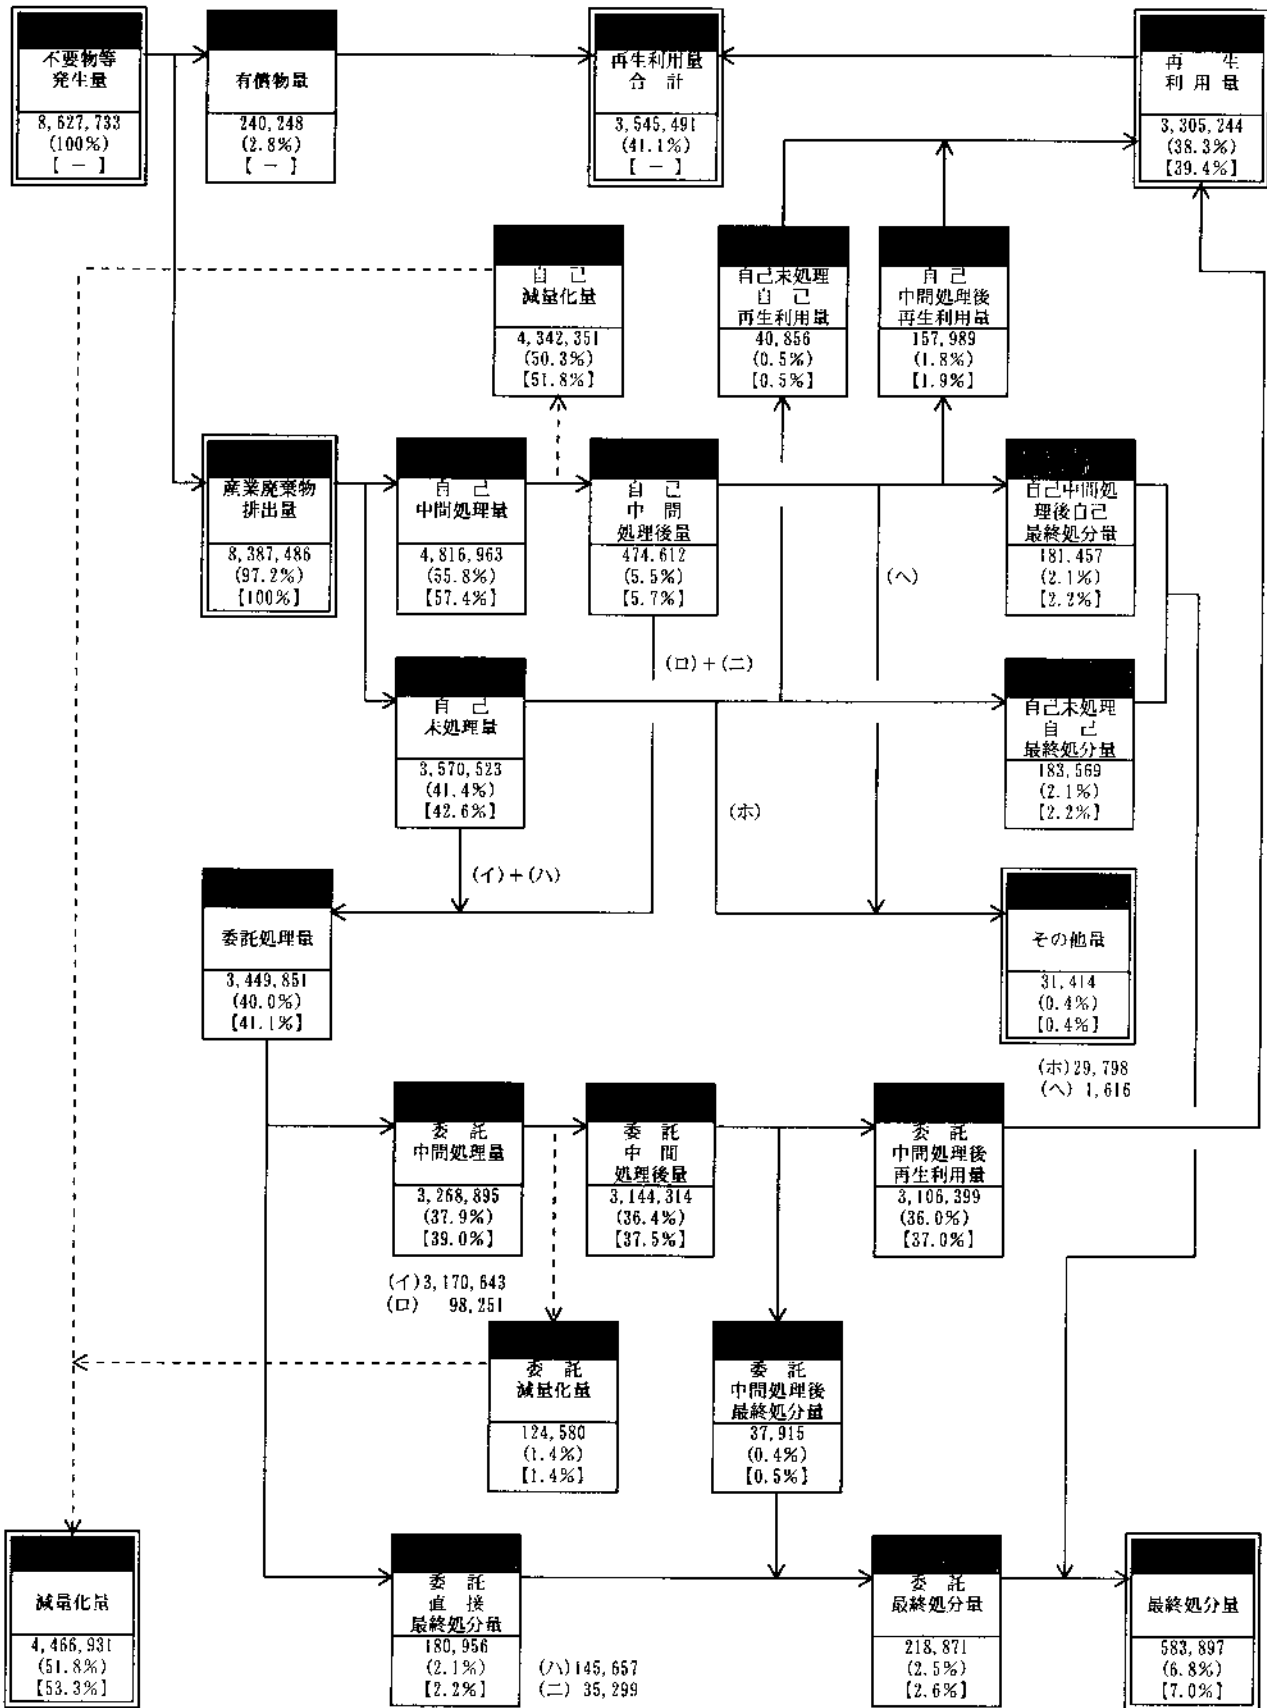 不要物等
発生量
8,627,733
(100%)
【 － 】
有償物量
240,248
(2.8%)
【 － 】
再生利用量
合 計
3,545,491
(41.1%)
【 － 】
再 生
利 用 量
3,305,244
(38.3%)
【39.4%】
自 己
減量化量
4,342,351
(50.3%)
【51.8%】
自己未処理
自 己
再生利用量
40,856
(0.5%)
【0.5%】
自 己
中間処理後
再生利用量
157,989
(1.8%)
【1.9%】
産業廃棄物
排出量
8,387,486
(97.2%)
【100%】
自 己
中間処理量
4,816,963
(55.8%)
【57.4%】
自 己
中 間
処理後量
474,612
(5.5%)
【5.7%】
(ヘ)
自己中間処
理後自己
最終処分量
181,457
(2.1%)
【2.2%】
(ロ)+(ニ)
自 己
未処理量
3,570,523
(41.4%)
【42.6%】
(ホ)
自己未処理
自 己
最終処分量
183,569
(2.1%)
【2.2%】
(イ)+(ハ)
委託処理量
3,449,851
(40.0%)
【41.1%】
その他量
31,414
(0.4%)
【0.4%】
(ホ)29,798
(ヘ) 1,616
委 託
中間処理量
3,268,895
(37.9%)
【39.0%】
(イ)3,170,643
(ロ) 98,251
委 託
中 間
処理後量
3,144,314
(36.4%)
【37.5%】
委 託
中間処理後
再生利用量
3,106,399
(36.0%)
【37.0%】
委 託
減量化量
124,580
(1.4%)
【1.4%】
委 託
中間処理後
最終処分量
37,915
(0.4%)
【0.5%】
減量化量
4,466,931
(51.8%)
【53.3%】
委 託
直 接
最終処分量
180,956
(2.1%)
【2.2%】
(ハ)145,657
(ニ) 35,299
委 託
最終処分量
218,871
(2.5%)
【2.6%】
最終処分量
583,897
(6.8%)
【7.0%】